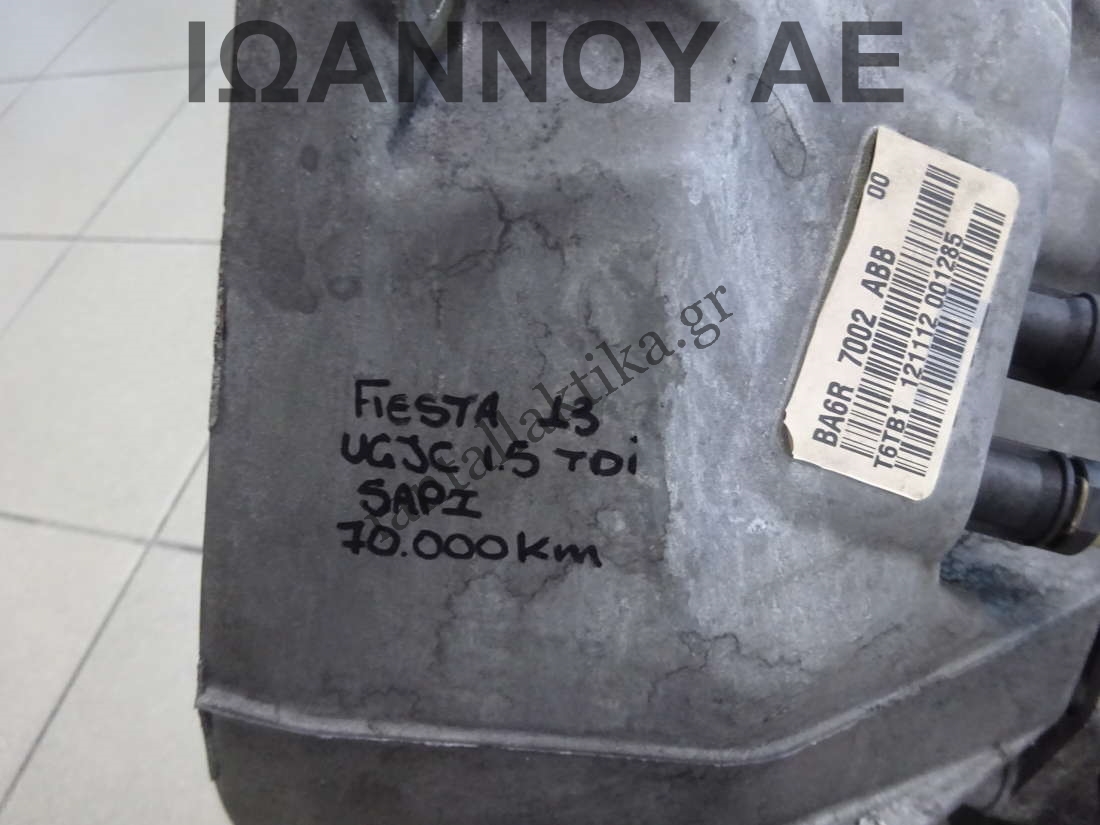 ΙΩΑΝΝΟΥ ΑΕ
00
BA6R 7002 ABB
T6TB1 121112 001285
FIESTA 13
UGJC 1.5 TDi
SAPI
70.000 Km
antallaktika.gr